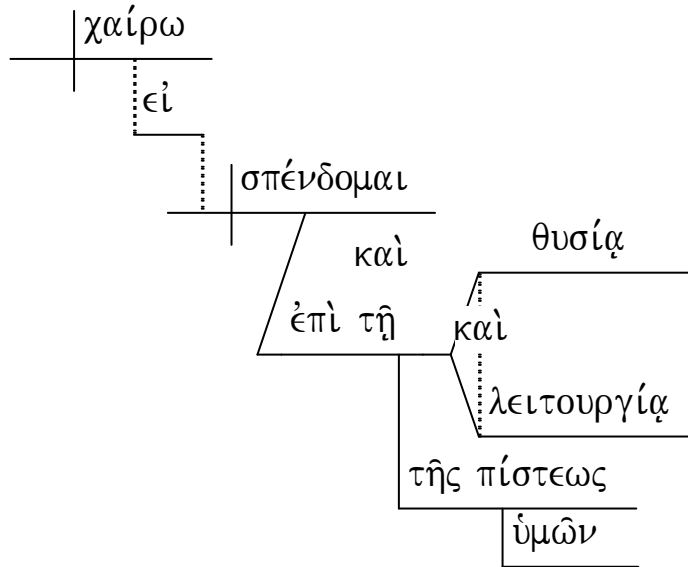 χαίρω
εἰ
σπένδομαι
καὶ
θυσίᾳ
ἐπὶ τῇ καὶ
λειτουργίᾳ
τῆς πίστεως
ὑμῶν